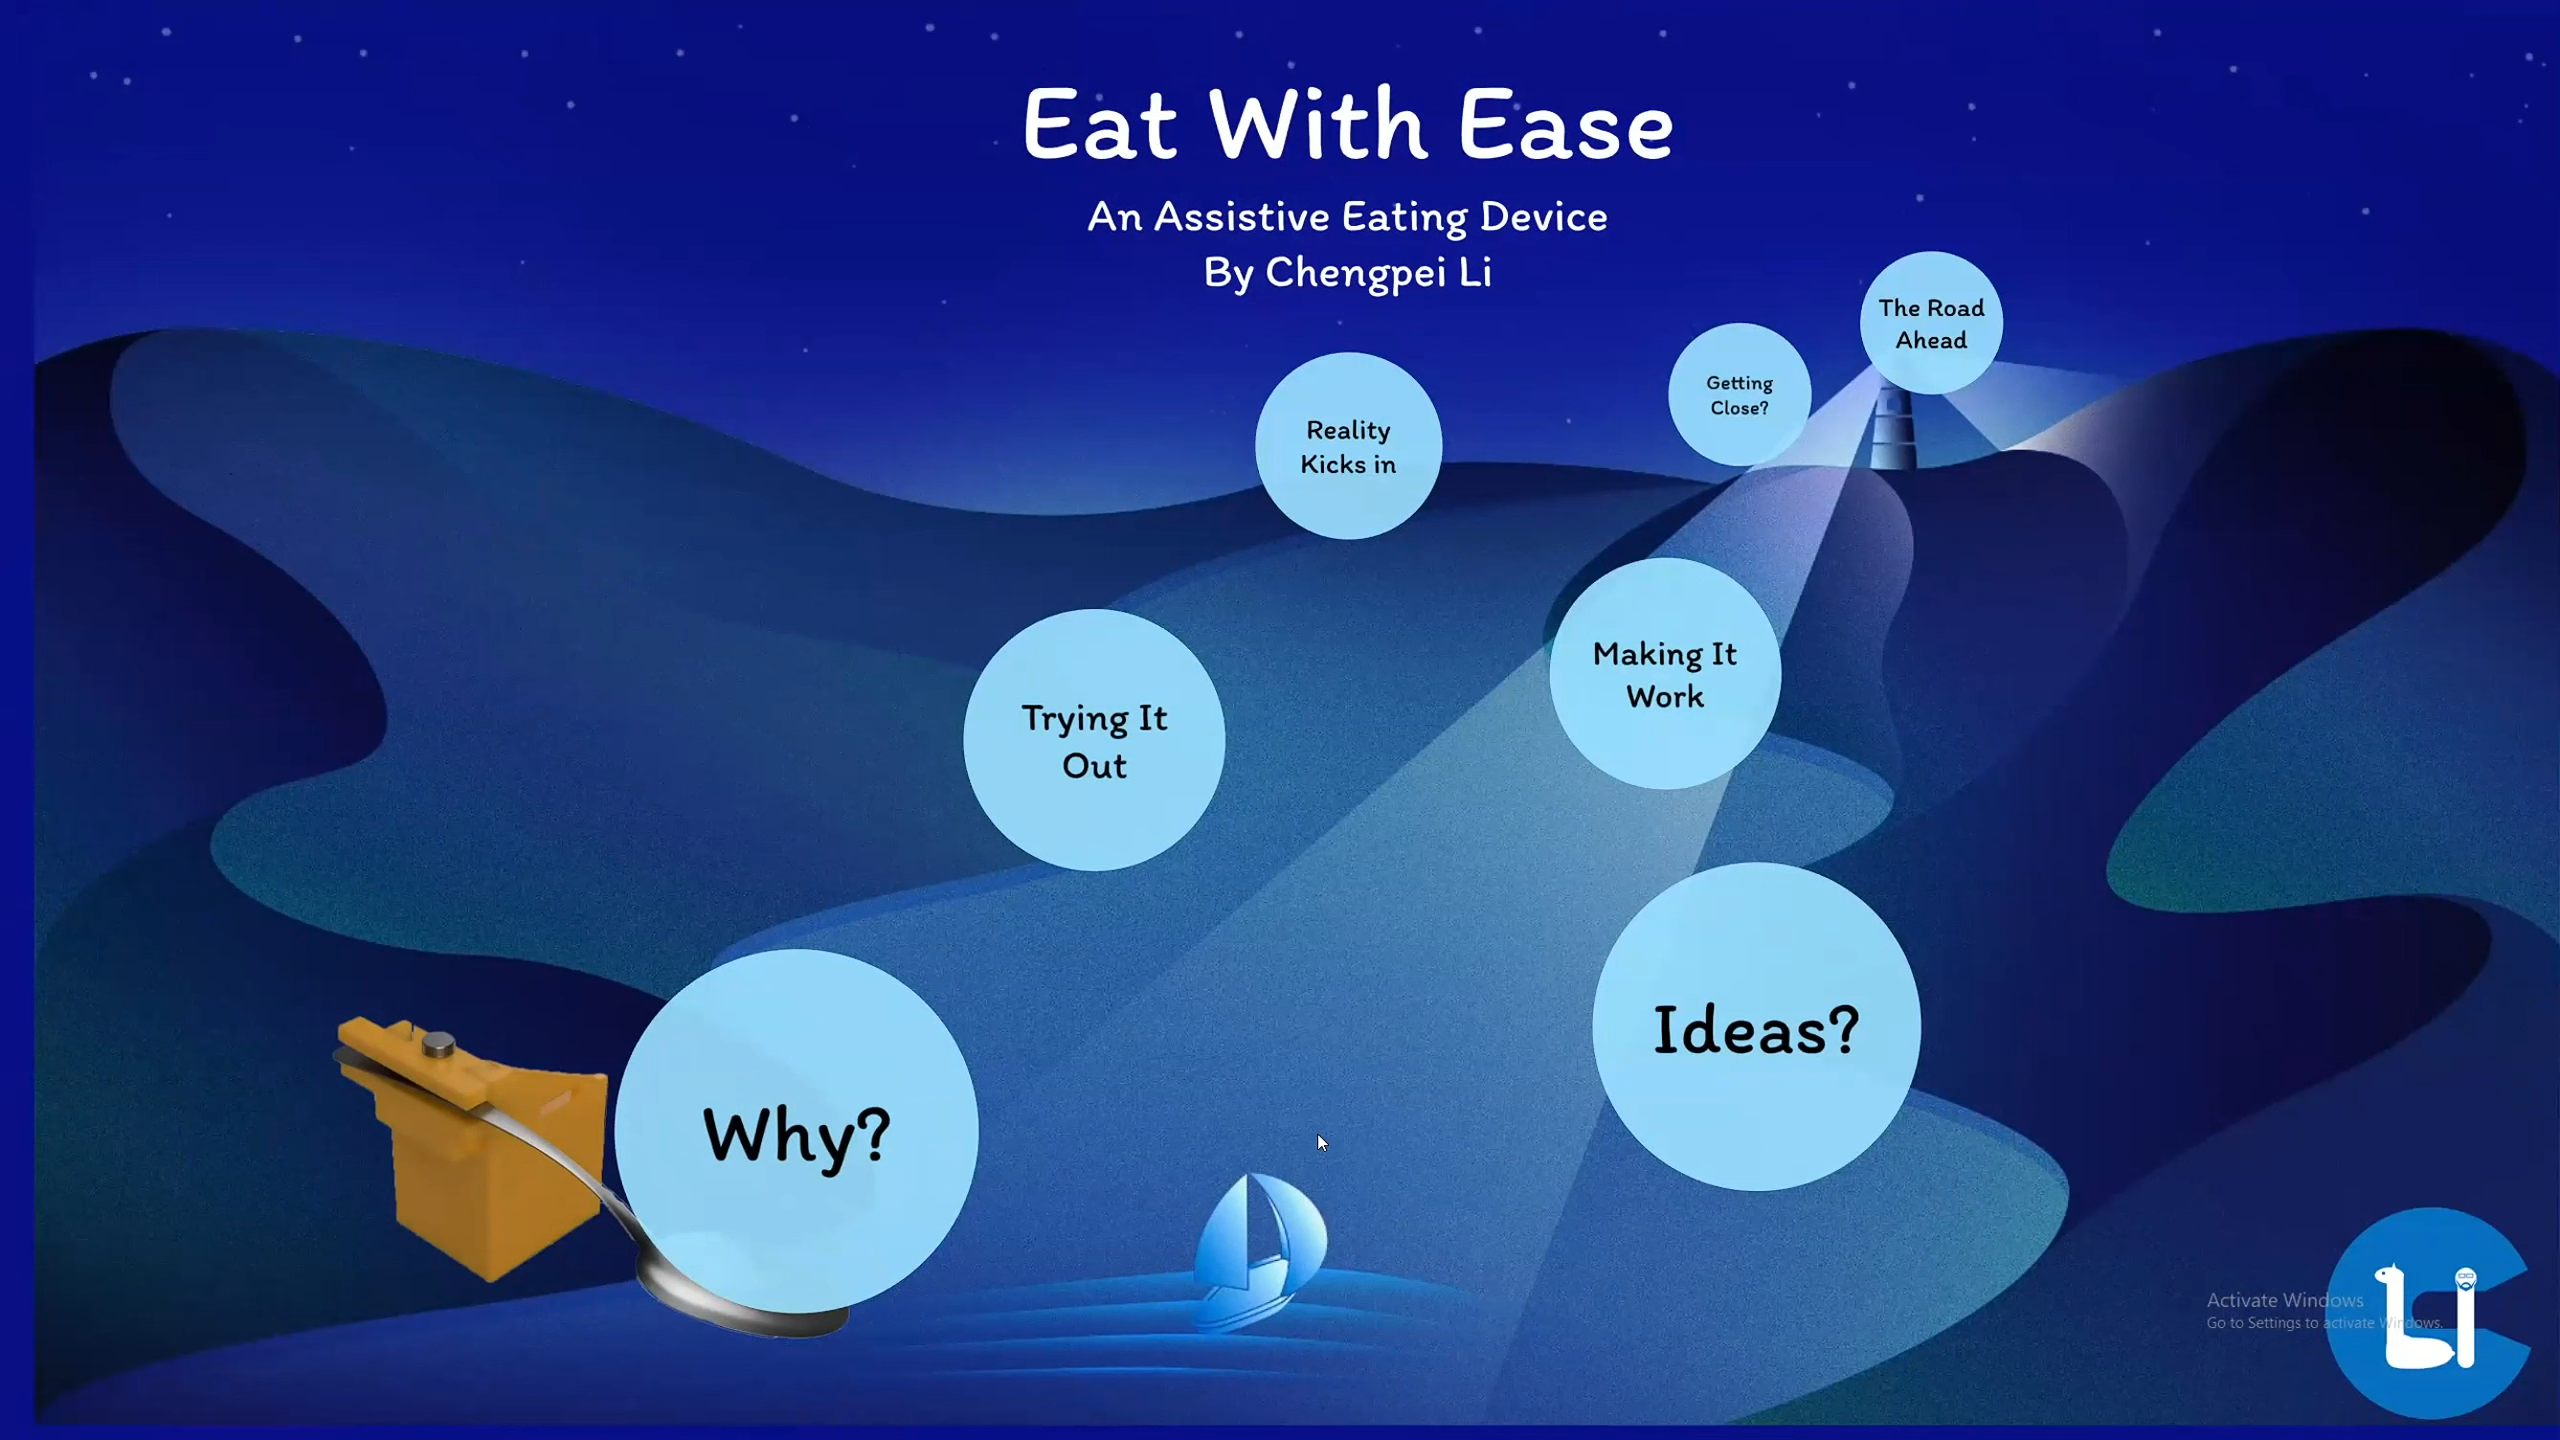 Eat With Ease
An Assistive Eating Device
By Chengpei Li
The Road
Ahead
Getting
Close?
Reality
Kicks in
Making It
Work
Trying It
Out
Ideas?
Why?
Activate Windows
Go to Settings to activate Windows.
Li